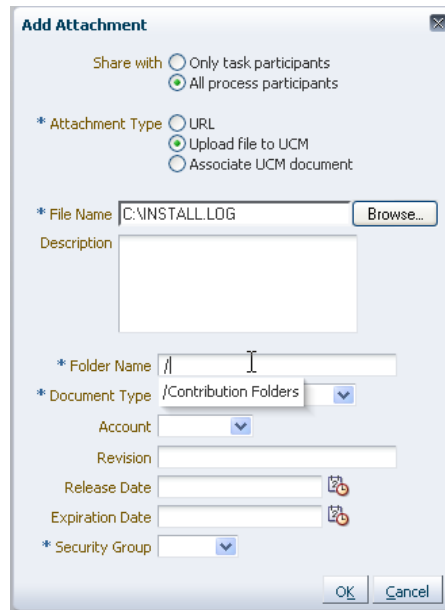 Add Attachment
Share with Only task participants
All process participants
* Attachment Type URL
Upload file to UCM
Associate UCM document
* File Name C:\INSTALL.LOG Browse...
Description
* Folder Name /
* Document Type /Contribution Folders
Account
Revision
Release Date
Expiration Date
* Security Group
OK Cancel